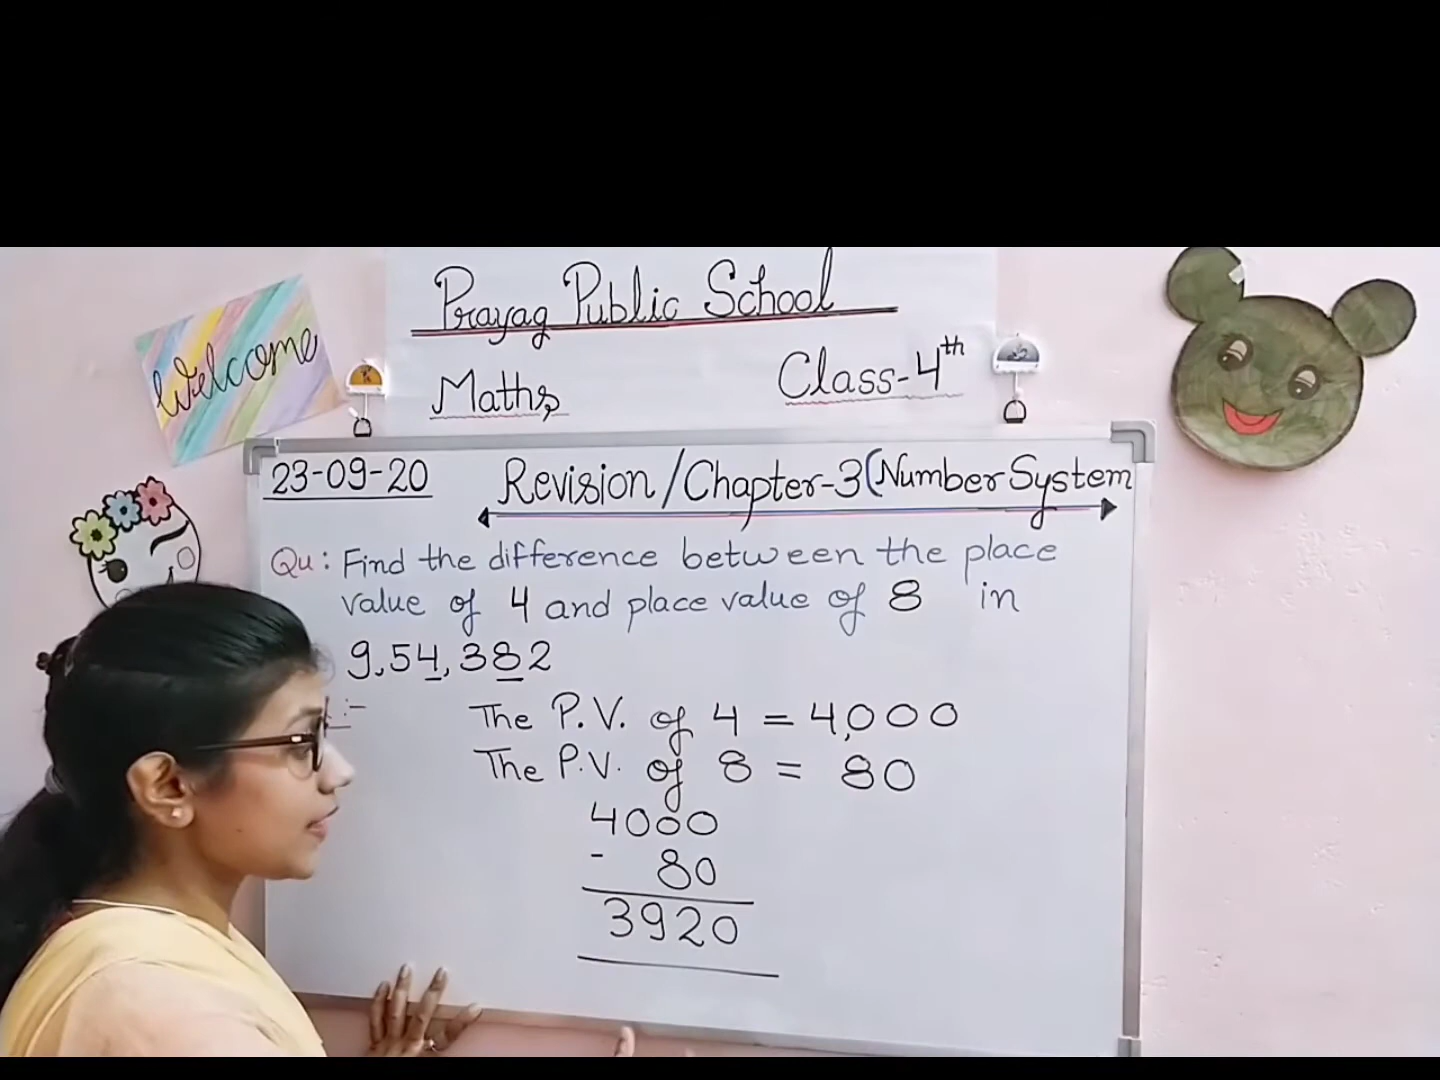 Prayag Public School
Welcome
Maths
Class-4th
23-09-20
Revision/Chapter-3(Number System
Qu: Find the difference between the place
value of 4 and place value of 8 in
9,54,382
:-
The P.V. of 4 = 4,000
The P.V. of 8 = 80
4000
- 80
3920